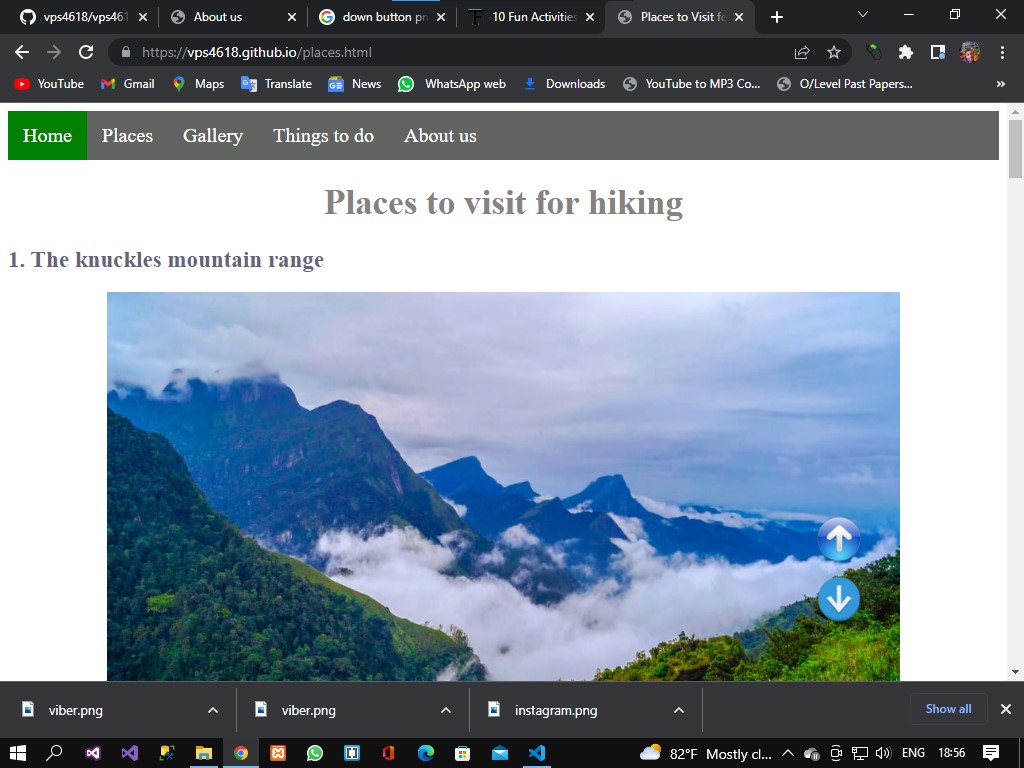 vps4618/vps461
About us
down button pn
10 Fun Activities
Places to Visit fo
https://vps4618.github.io/places.html
YouTube
Gmail
Maps
Translate
News
WhatsApp web
Downloads
YouTube to MP3 Co...
O/Level Past Papers...
»
Home
Places
Gallery
Things to do
About us
Places to visit for hiking
1. The knuckles mountain range
viber.png
viber.png
instagram.png
Show all
82°F Mostly cl...
ENG
18:56